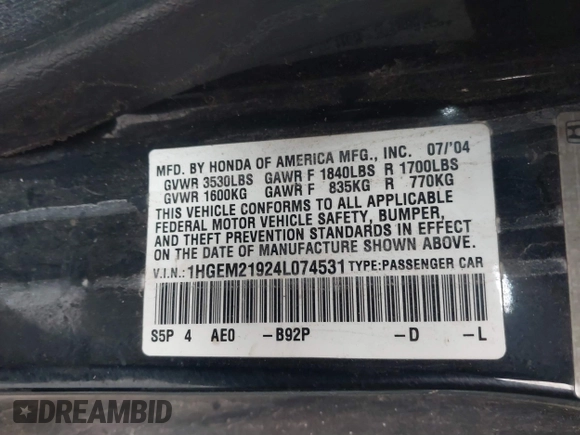 MFD. BY HONDA OF AMERICA MFG., INC. 07/'04
GVWR 3530LBS GAWR F 1840LBS R 1700LBS
GVWR 1600KG GAWR F 835KG R 770KG
THIS VEHICLE CONFORMS TO ALL APPLICABLE
FEDERAL MOTOR VEHICLE SAFETY, BUMPER,
AND THEFT PREVENTION STANDARDS IN EFFECT
ON THE DATE OF MANUFACTURE SHOWN ABOVE.
V.I.N.: 1HGEM21924L074531 TYPE:PASSENGER CAR
S5P 4 AE0 -B92P -D -L
DREAMBID